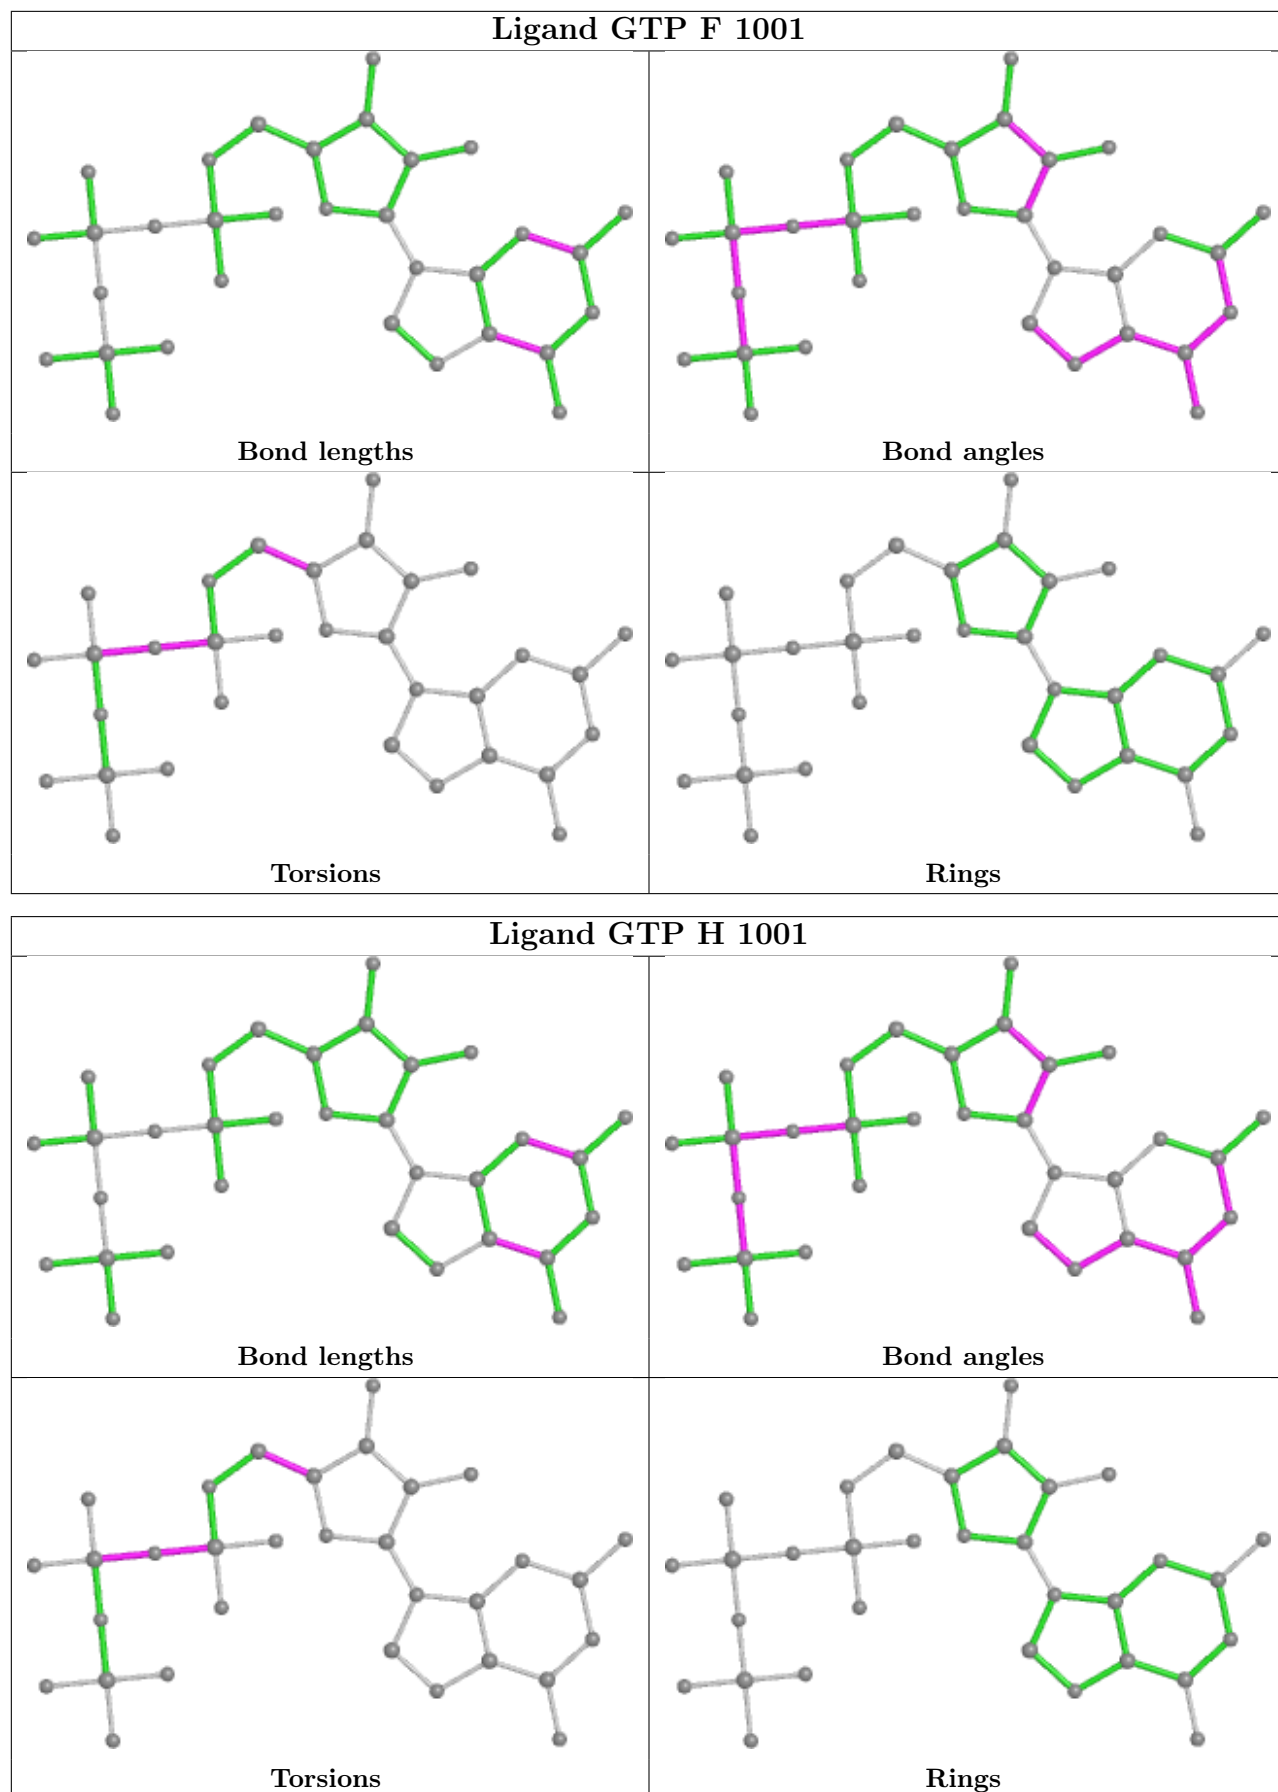 Ligand GTP F 1001
Bond lengths
Bond angles
Torsions
Rings
Ligand GTP H 1001
Bond lengths
Bond angles
Torsions
Rings